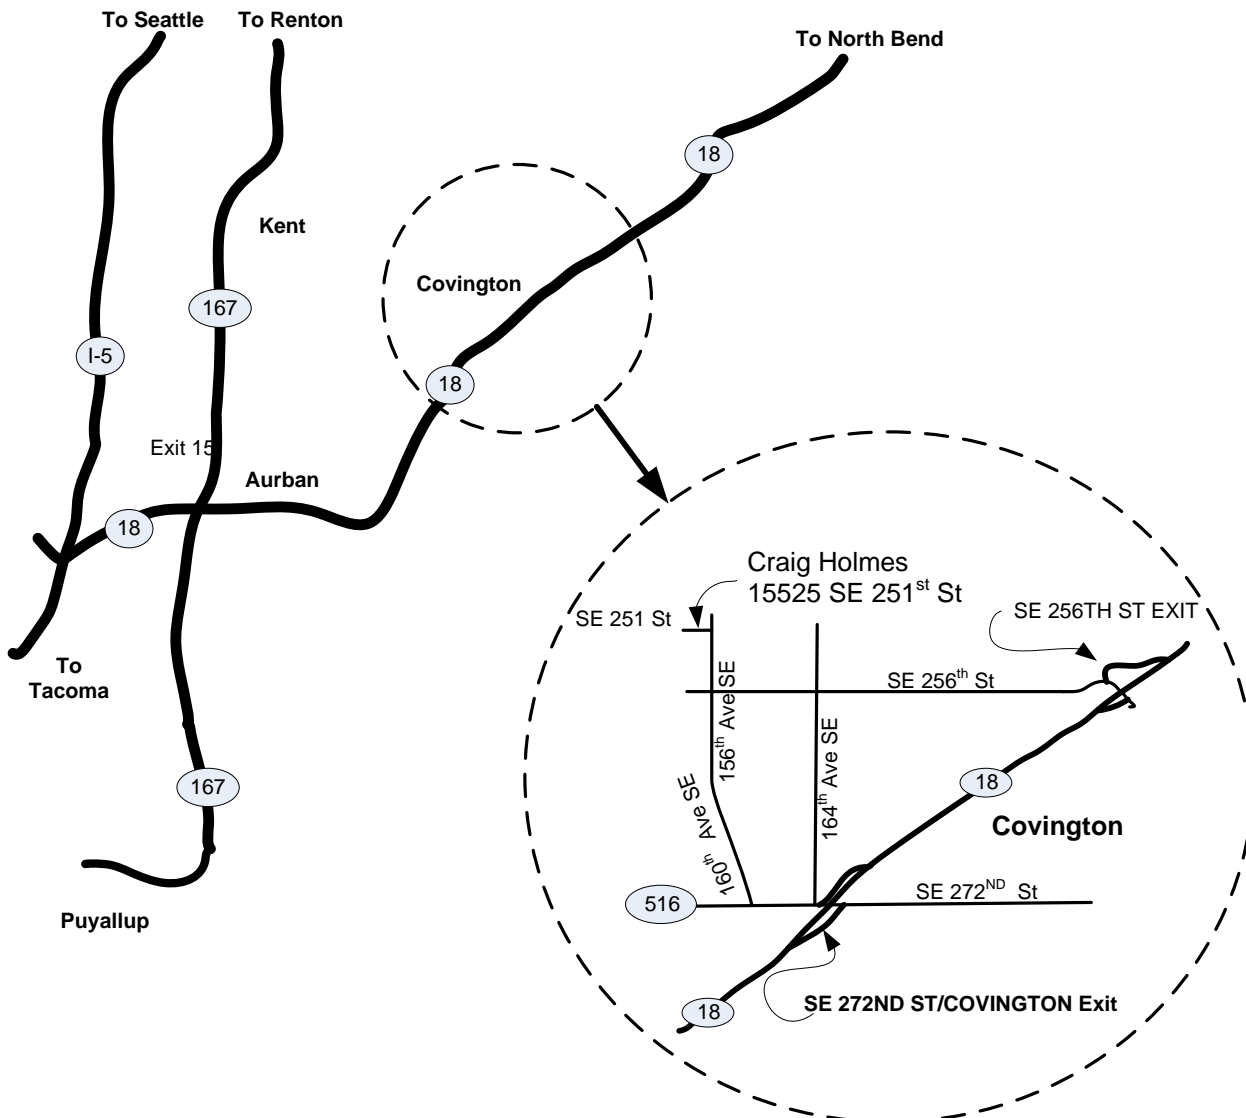 To Seattle
To Renton
To North Bend
18
Kent
Covington
167
I-5
18
Exit 15
Aurban
18
To
Tacoma
167
Puyallup
Craig Holmes
15525 SE 251st St
SE 251 St
SE 256TH ST EXIT
SE 256th St
156th Ave SE
164th Ave SE
160th Ave SE
18
Covington
516
SE 272ND St
SE 272ND ST/COVINGTON Exit
18